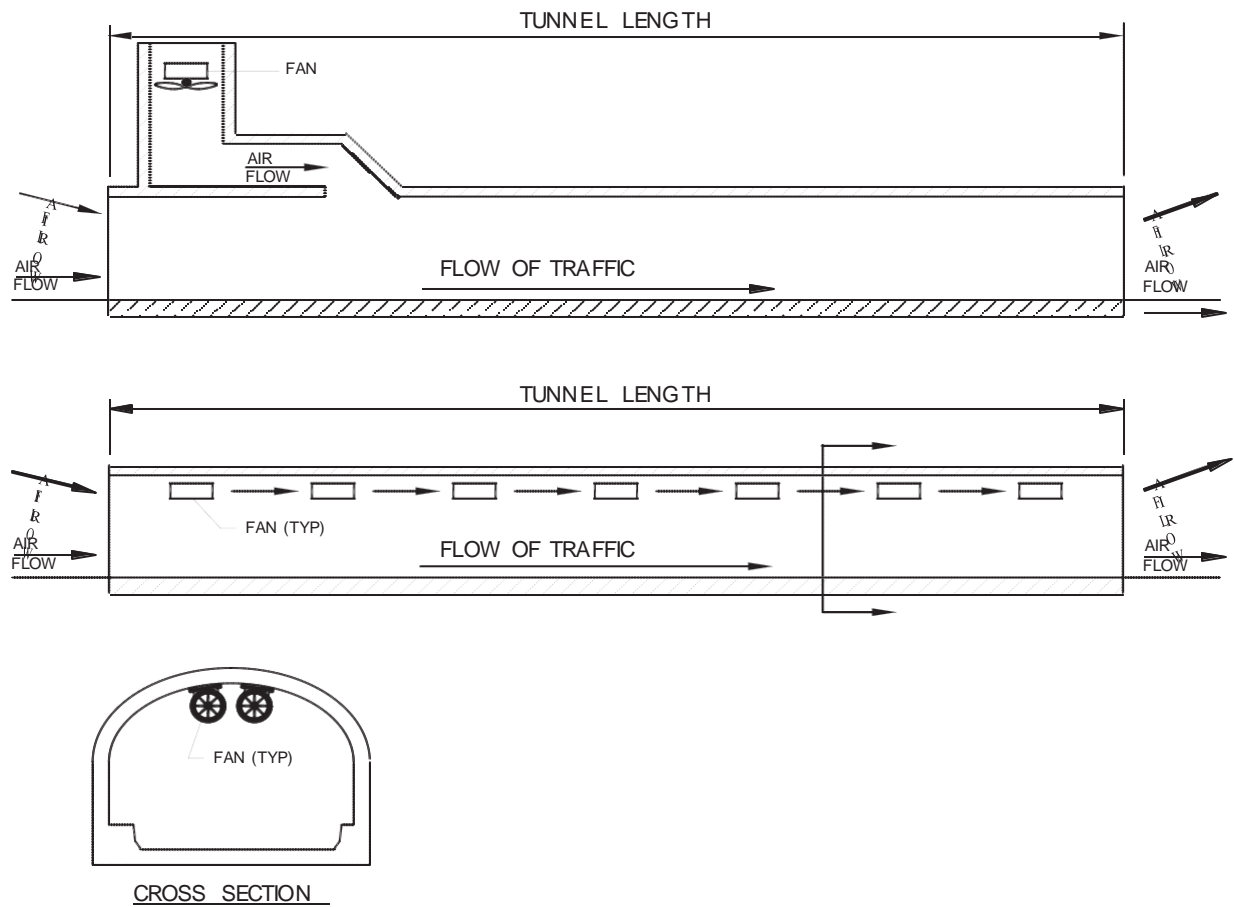 TUNNEL LENGTH
FAN
AIR
FLOW
AIR
FLOW
FLOW OF TRAFFIC
AIR
FLOW
TUNNEL LENGTH
FAN (TYP)
AIR
FLOW
FLOW OF TRAFFIC
AIR
FLOW
FAN (TYP)
CROSS SECTION